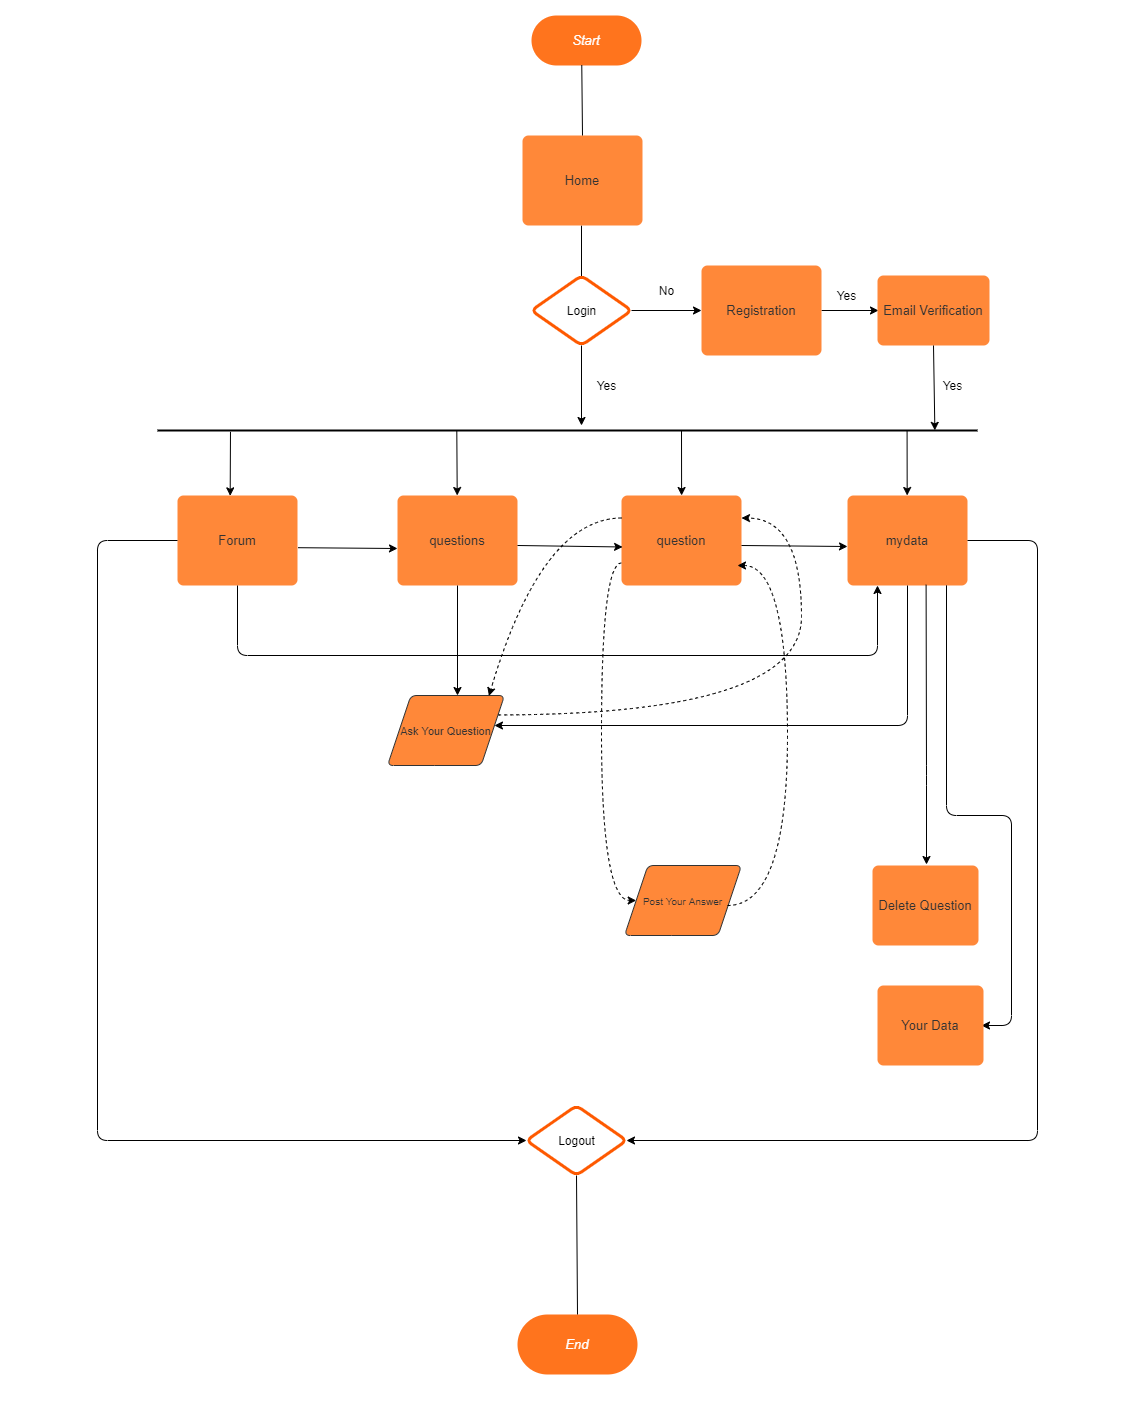 Start
Home
Login
No
Registration
Yes
Email Verification
Yes
Yes
Forum
questions
question
mydata
Ask Your Question
Post Your Answer
Delete Question
Your Data
Logout
End